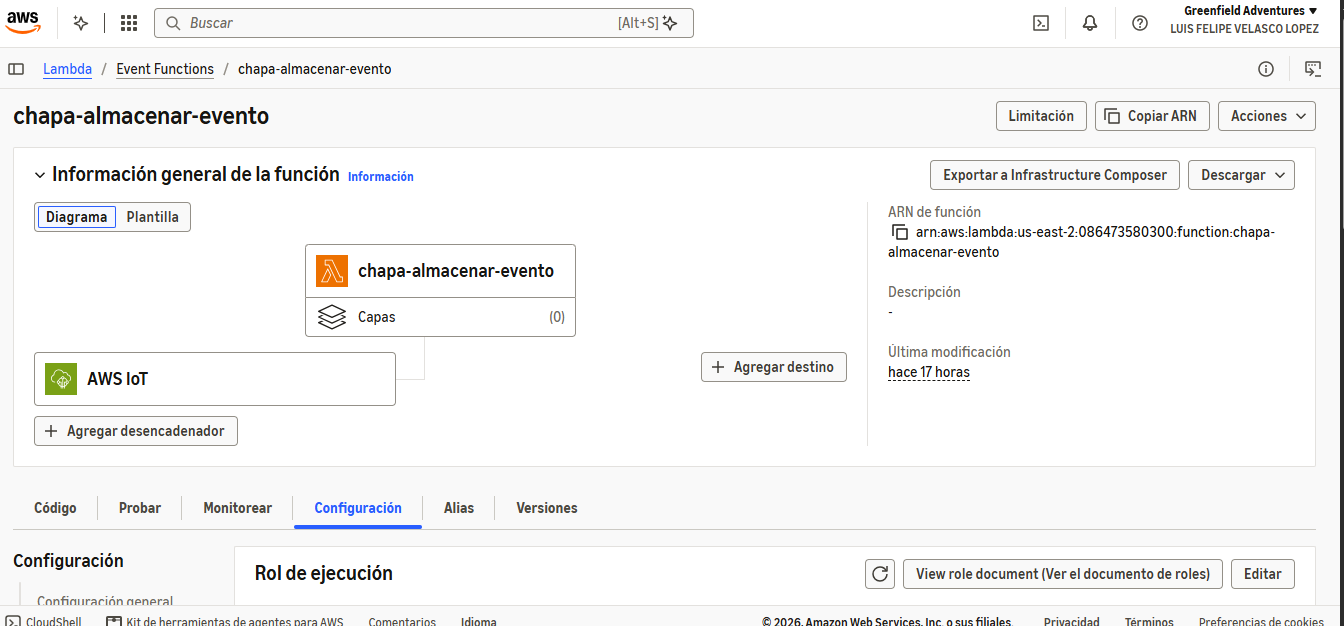 aws
Buscar [Alt+S]
Greenfield Adventures
LUIS FELIPE VELASCO LOPEZ
Lambda / Event Functions / chapa-almacenar-evento
chapa-almacenar-evento
Limitación
Copiar ARN
Acciones
Información general de la función Información
Exportar a Infrastructure Composer
Descargar
Diagrama Plantilla
chapa-almacenar-evento
Capas (0)
AWS IoT
+ Agregar destino
+ Agregar desencadenador
ARN de función
arn:aws:lambda:us-east-2:086473580300:function:chapa-
almacenar-evento
Descripción
-
Última modificación
hace 17 horas
Código Probar Monitorear Configuración Alias Versiones
Configuración
Configuración general
Rol de ejecución
View role document (Ver el documento de roles)
Editar
CloudShell Kit de herramientas de agentes para AWS Comentarios Idioma
© 2026, Amazon Web Services, Inc. o sus filiales. Privacidad Términos Preferencias de cookies